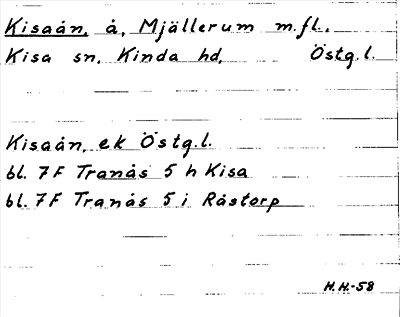 Kisaån, å, Mjällerum m.fl.,
Kisa sn, Kinda hd, Östg.l.
Kisaån, ek Östg.l.
bl. 7F Tranås 5 h Kisa
bl. 7F Tranås 5 i Råstorp
H.H.-58